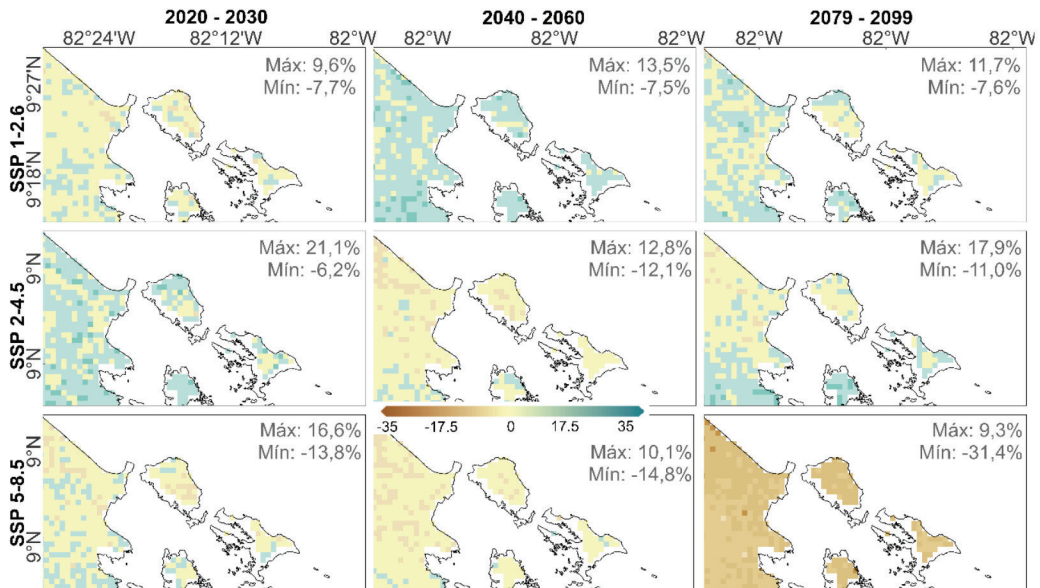 2020 - 2030
2040 - 2060
2079 - 2099
82°24'W 82°12'W 82°W 82°W 82°W 82°W 82°W 82°W 82°W
SSP 1-2.6
9°27'N
9°18'N
Máx: 9,6%
Mín: -7,7%
Máx: 13,5%
Mín: -7,5%
Máx: 11,7%
Mín: -7,6%
SSP 2-4.5
9°N
9°N
Máx: 21,1%
Mín: -6,2%
Máx: 12,8%
Mín: -12,1%
Máx: 17,9%
Mín: -11,0%
-35 -17.5 0 17.5 35
SSP 5-8.5
9°N
9°N
Máx: 16,6%
Mín: -13,8%
Máx: 10,1%
Mín: -14,8%
Máx: 9,3%
Mín: -31,4%